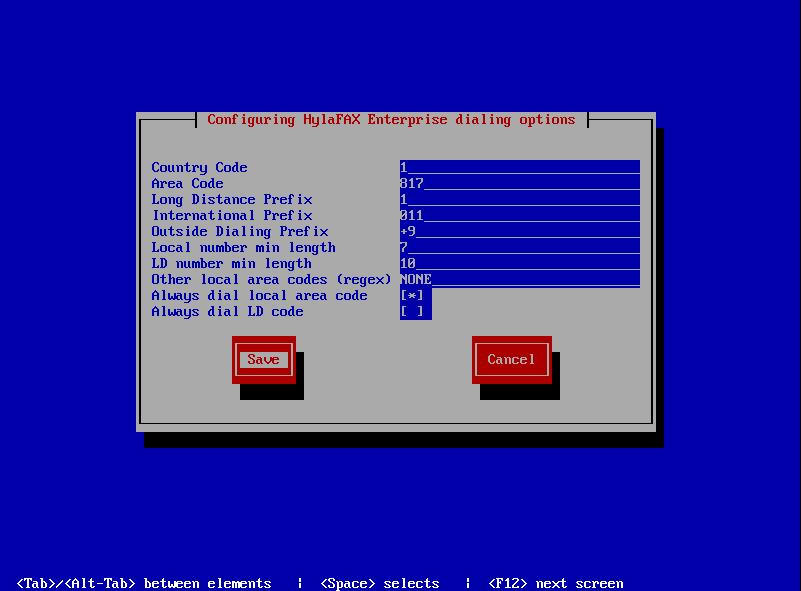 Configuring HylaFAX Enterprise dialing options
Country Code 1
Area Code 817
Long Distance Prefix 1
International Prefix 011
Outside Dialing Prefix +9
Local number min length 7
LD number min length 10
Other local area codes (regex) NONE
Always dial local area code [*]
Always dial LD code [ ]
Save Cancel
<Tab>/<Alt-Tab> between elements | <Space> selects | <F12> next screen